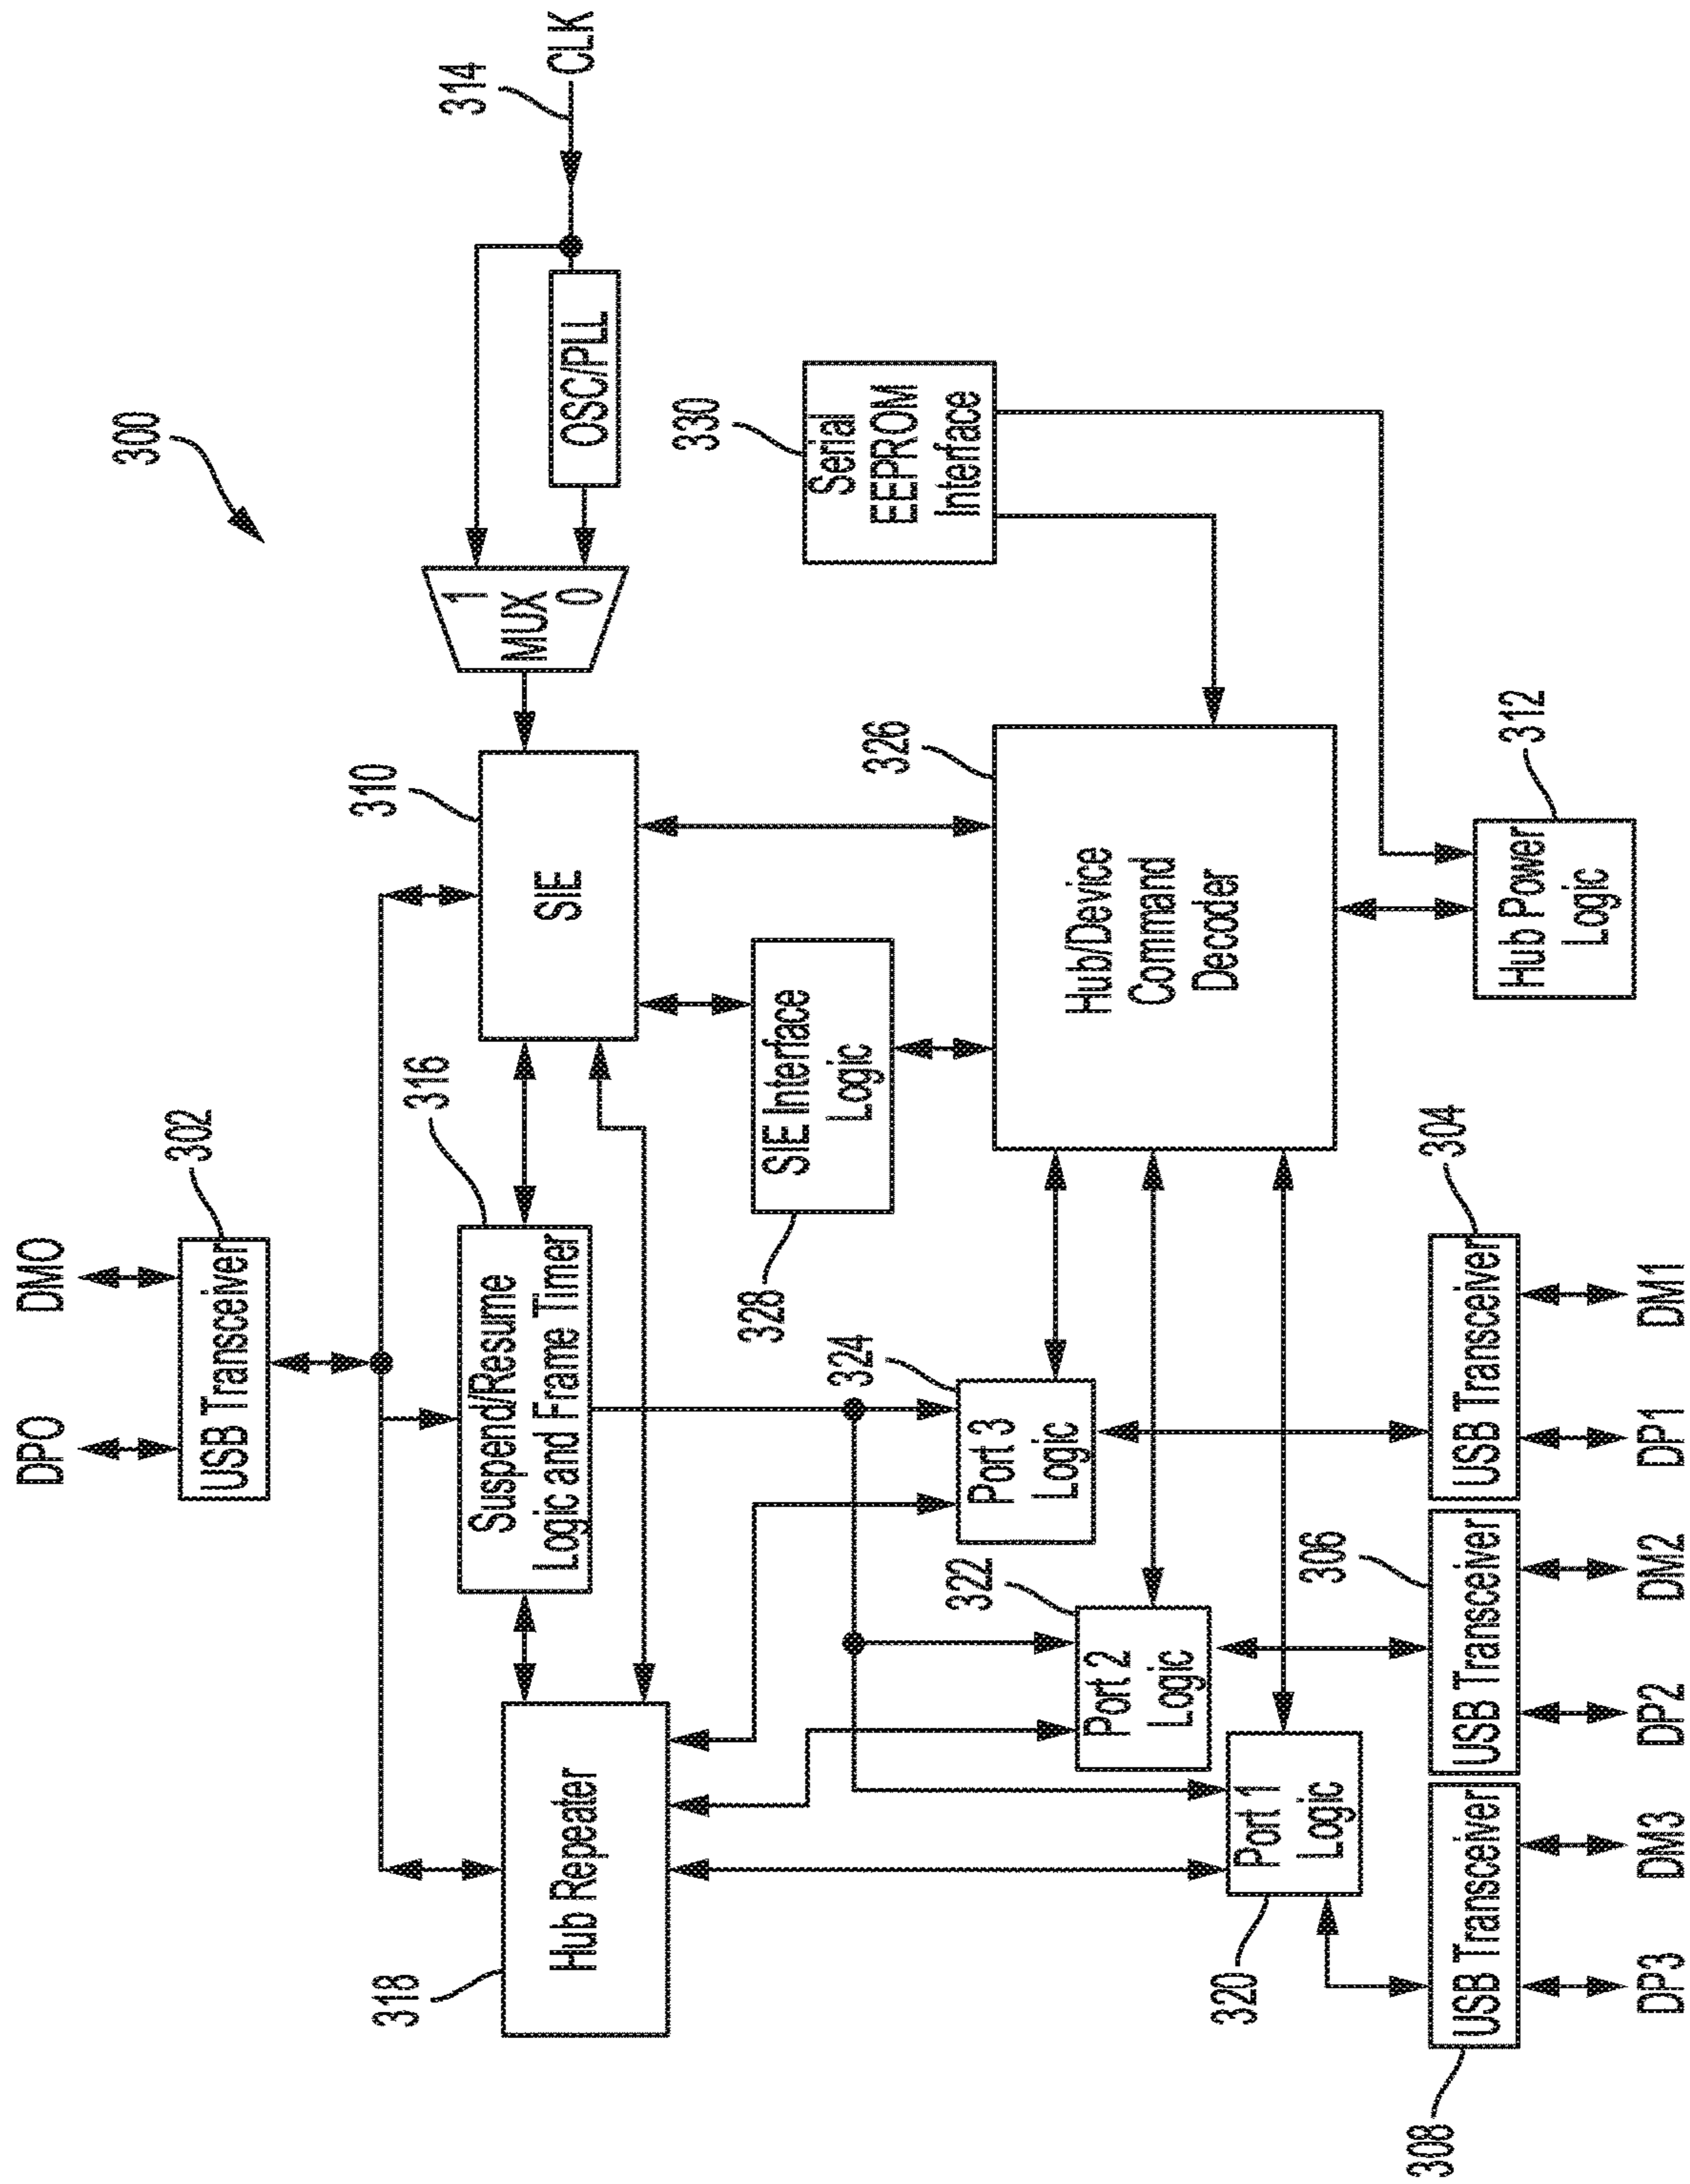 300
DPO
DMO
302
USB Transceiver
314
CLK
OSC/PLL
1
MUX
0
310
SIE
316
Suspend/Resume
Logic and Frame Timer
318
Hub Repeater
328
SIE Interface
Logic
330
Serial
EEPROM
Interface
326
Hub/Device
Command
Decoder
324
Port 3
Logic
322
Port 2
Logic
320
Port 1
Logic
312
Hub Power
Logic
308
USB Transceiver
306
USB Transceiver
304
USB Transceiver
DP3
DM3
DP2
DM2
DP1
DM1